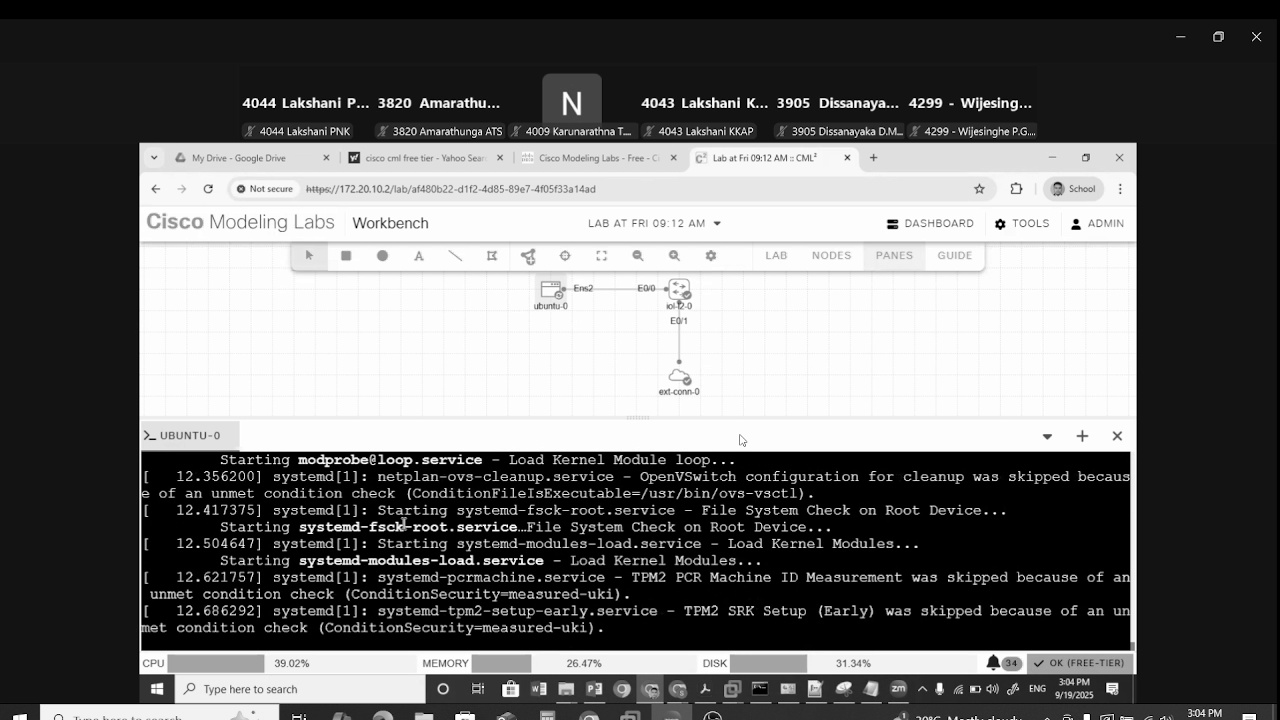 4044 Lakshani P... 3820 Amarathu... N 4043 Lakshani K... 3905 Dissanaya... 4299 - Wijesing...
4044 Lakshani PNK 3820 Amarathunga ATS 4009 Karunarathna T... 4043 Lakshani KKAP 3905 Dissanayaka D.M... 4299 - Wijesinghe P.G....
My Drive - Google Drive cisco cml free tier - Yahoo Sear Cisco Modeling Labs - Free - Ci Lab at Fri 09:12 AM :: CML²
Not secure https://172.20.10.2/lab/af480b22-d1f2-4d85-89e7-4f05f33a14ad School
Cisco Modeling Labs Workbench LAB AT FRI 09:12 AM DASHBOARD TOOLS ADMIN
A LAB NODES PANES GUIDE
Ens2 E0/0
ubuntu-0 iol-l2-0
E0/1
ext-conn-0
UBUNTU-0
Starting modprobe@loop.service - Load Kernel Module loop...
[ 12.356200] systemd[1]: netplan-ovs-cleanup.service - OpenVSwitch configuration for cleanup was skipped becaus
e of an unmet condition check (ConditionFileIsExecutable=/usr/bin/ovs-vsctl).
[ 12.417375] systemd[1]: Starting systemd-fsck-root.service - File System Check on Root Device...
Starting systemd-fsck-root.service…File System Check on Root Device...
[ 12.504647] systemd[1]: Starting systemd-modules-load.service - Load Kernel Modules...
Starting systemd-modules-load.service - Load Kernel Modules...
[ 12.621757] systemd[1]: systemd-pcrmachine.service - TPM2 PCR Machine ID Measurement was skipped because of an
unmet condition check (ConditionSecurity=measured-uki).
[ 12.686292] systemd[1]: systemd-tpm2-setup-early.service - TPM2 SRK Setup (Early) was skipped because of an un
met condition check (ConditionSecurity=measured-uki).
CPU 39.02% MEMORY 26.47% DISK 31.34% 34 OK (FREE-TIER)
Type here to search ENG 3:04 PM
9/19/2025
Type here to search Mostly cloudy 3:04 PM